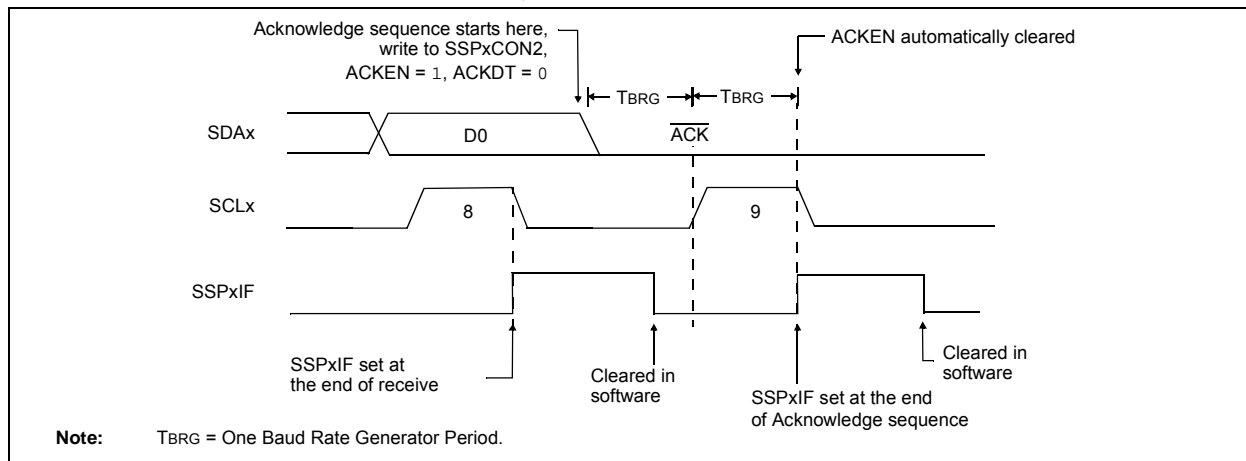 Acknowledge sequence starts here,
write to SSPxCON2,
ACKEN = 1, ACKDT = 0
ACKEN automatically cleared
TBRG
TBRG
SDAx
D0
ACK
SCLx
8
9
SSPxIF
SSPxIF set at
the end of receive
Cleared in
software
SSPxIF set at the end
of Acknowledge sequence
Cleared in
software
Note: TBRG = One Baud Rate Generator Period.